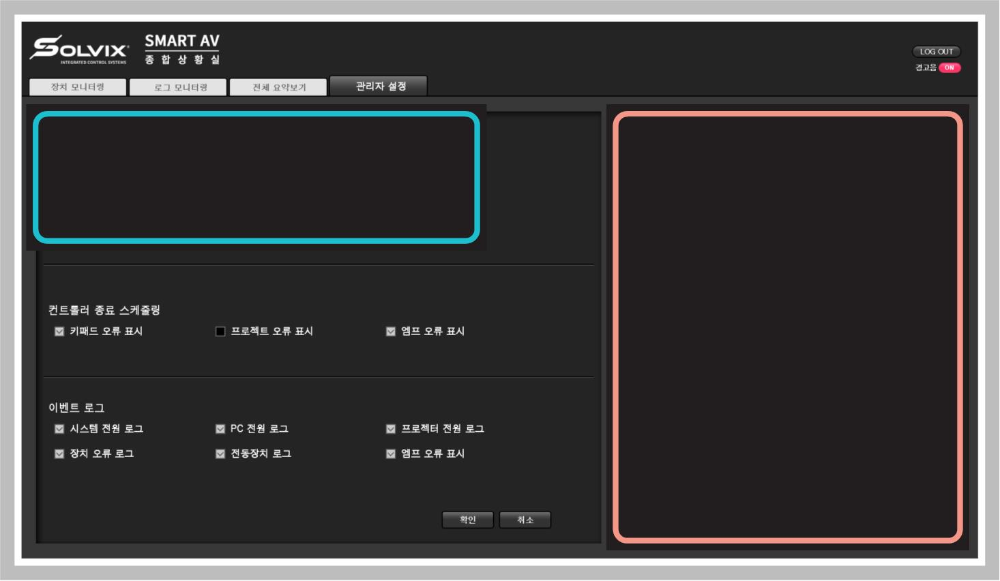 SOLVIX
INTEGRATED CONTROL SYSTEMS
SMART AV
종합상황실
LOG OUT
경고음 ON
장치 모니터링
로그 모니터링
전체 요약보기
관리자 설정
컨트롤러 종료 스케줄링
키패드 오류 표시
프로젝트 오류 표시
엠프 오류 표시
이벤트 로그
시스템 전원 로그
PC 전원 로그
프로젝터 전원 로그
장치 오류 로그
전동장치 로그
엠프 오류 표시
확인
취소